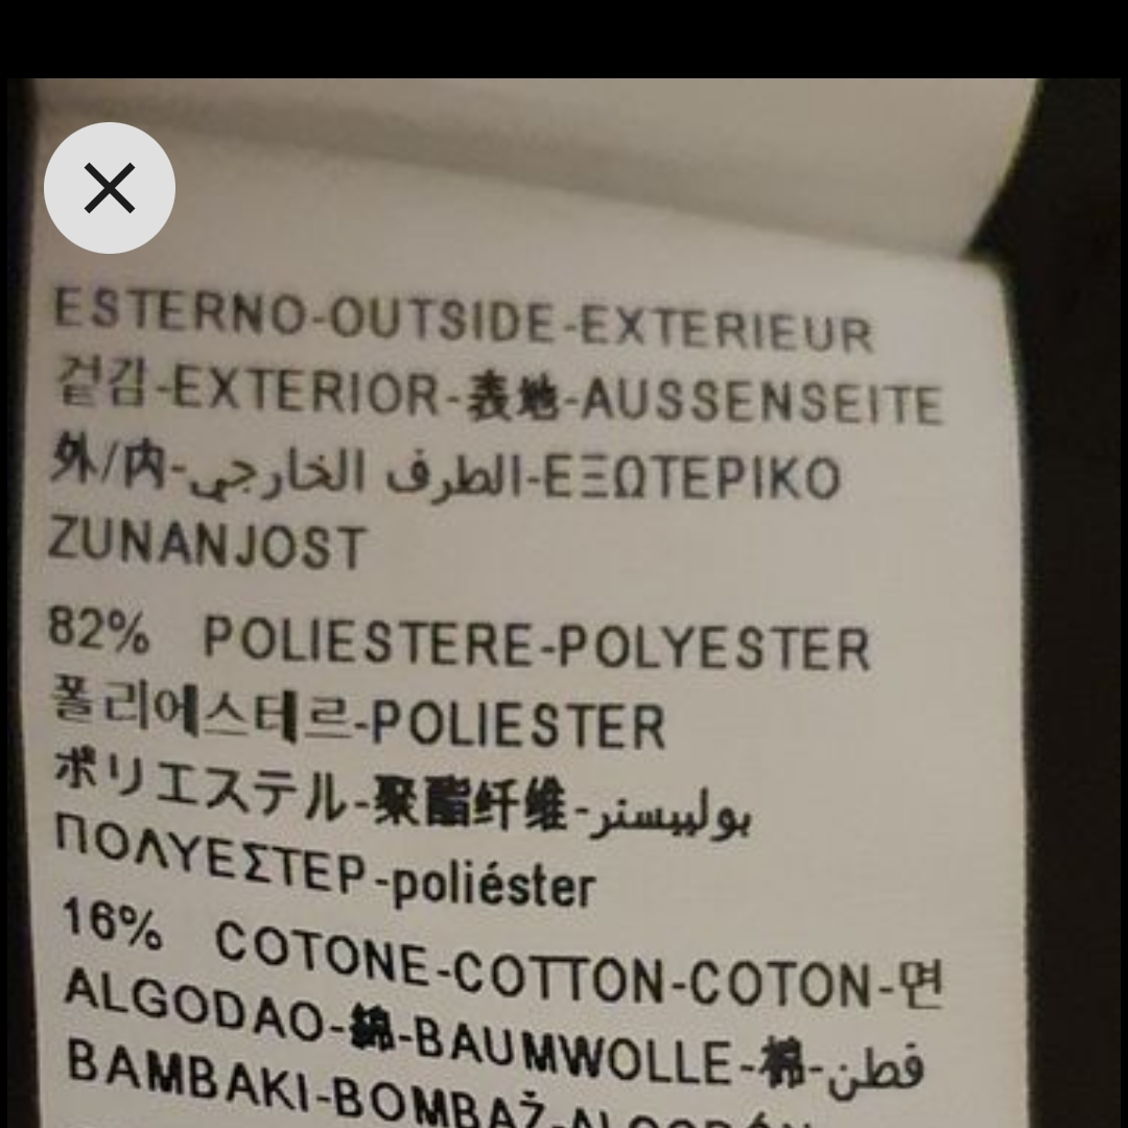 ESTERNO-OUTSIDE-EXTERIEUR
겉감-EXTERIOR-表地-AUSSENSEITE
外/内-الطرف الخارجي-ΕΞΩΤΕΡΙΚΟ
ZUNANJOST
82% POLIESTERE-POLYESTER
폴리에스테르-POLIESTER
ポリエステル-聚酯纤维-بوليستر
ΠΟΛΥΕΣΤΕΡ-poliéster
16% COTONE-COTTON-COTON-면
ALGODAO-綿-BAUMWOLLE-棉-قطن
BAMBAKI-BOMBAŽ-ALGODÓN